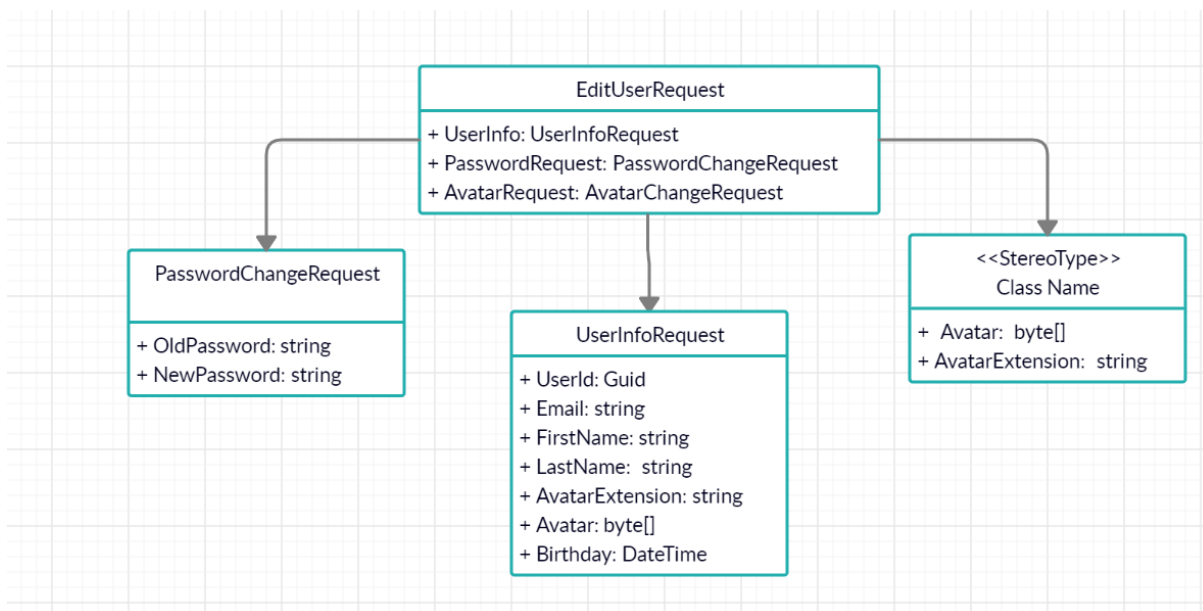 EditUserRequest
+ UserInfo: UserInfoRequest
+ PasswordRequest: PasswordChangeRequest
+ AvatarRequest: AvatarChangeRequest
PasswordChangeRequest
+ OldPassword: string
+ NewPassword: string
UserInfoRequest
+ UserId: Guid
+ Email: string
+ FirstName: string
+ LastName:  string
+ AvatarExtension: string
+ Avatar: byte[]
+ Birthday: DateTime
<<StereoType>>
Class Name
+  Avatar:  byte[]
+ AvatarExtension:  string